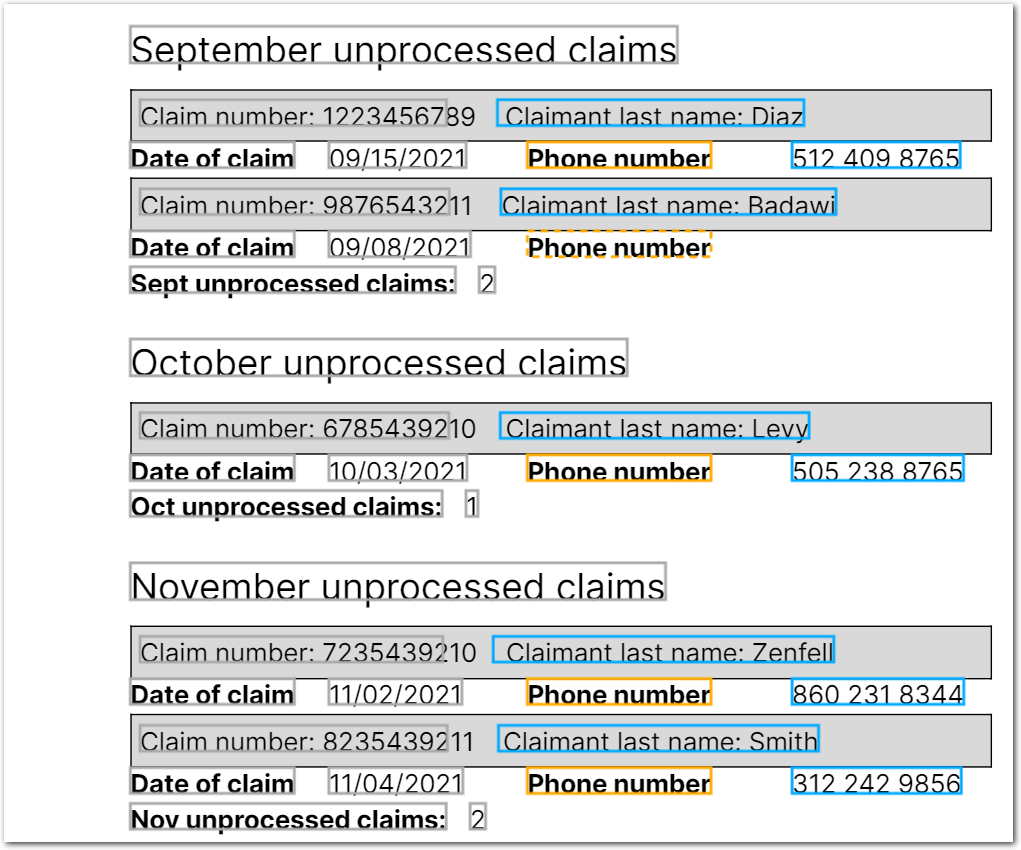 September unprocessed claims
Claim number: 1223456789 Claimant last name: Diaz
Date of claim 09/15/2021 Phone number 512 409 8765
Claim number: 9876543211 Claimant last name: Badawi
Date of claim 09/08/2021 Phone number
Sept unprocessed claims: 2
October unprocessed claims
Claim number: 6785439210 Claimant last name: Levy
Date of claim 10/03/2021 Phone number 505 238 8765
Oct unprocessed claims: 1
November unprocessed claims
Claim number: 7235439210 Claimant last name: Zenfell
Date of claim 11/02/2021 Phone number 860 231 8344
Claim number: 8235439211 Claimant last name: Smith
Date of claim 11/04/2021 Phone number 312 242 9856
Nov unprocessed claims: 2